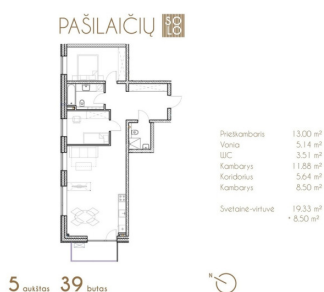 PAŠILAIČIŲ SOLO
Prieškambaris 13.00 m²
Vonia 5.14 m²
WC 3.51 m²
Kambarys 11.88 m²
Koridorius 5.64 m²
Kambarys 8.50 m²
Svetainė-virtuvė 19.33 m²
+ 8.50 m²
5 aukštas 39 butas
N